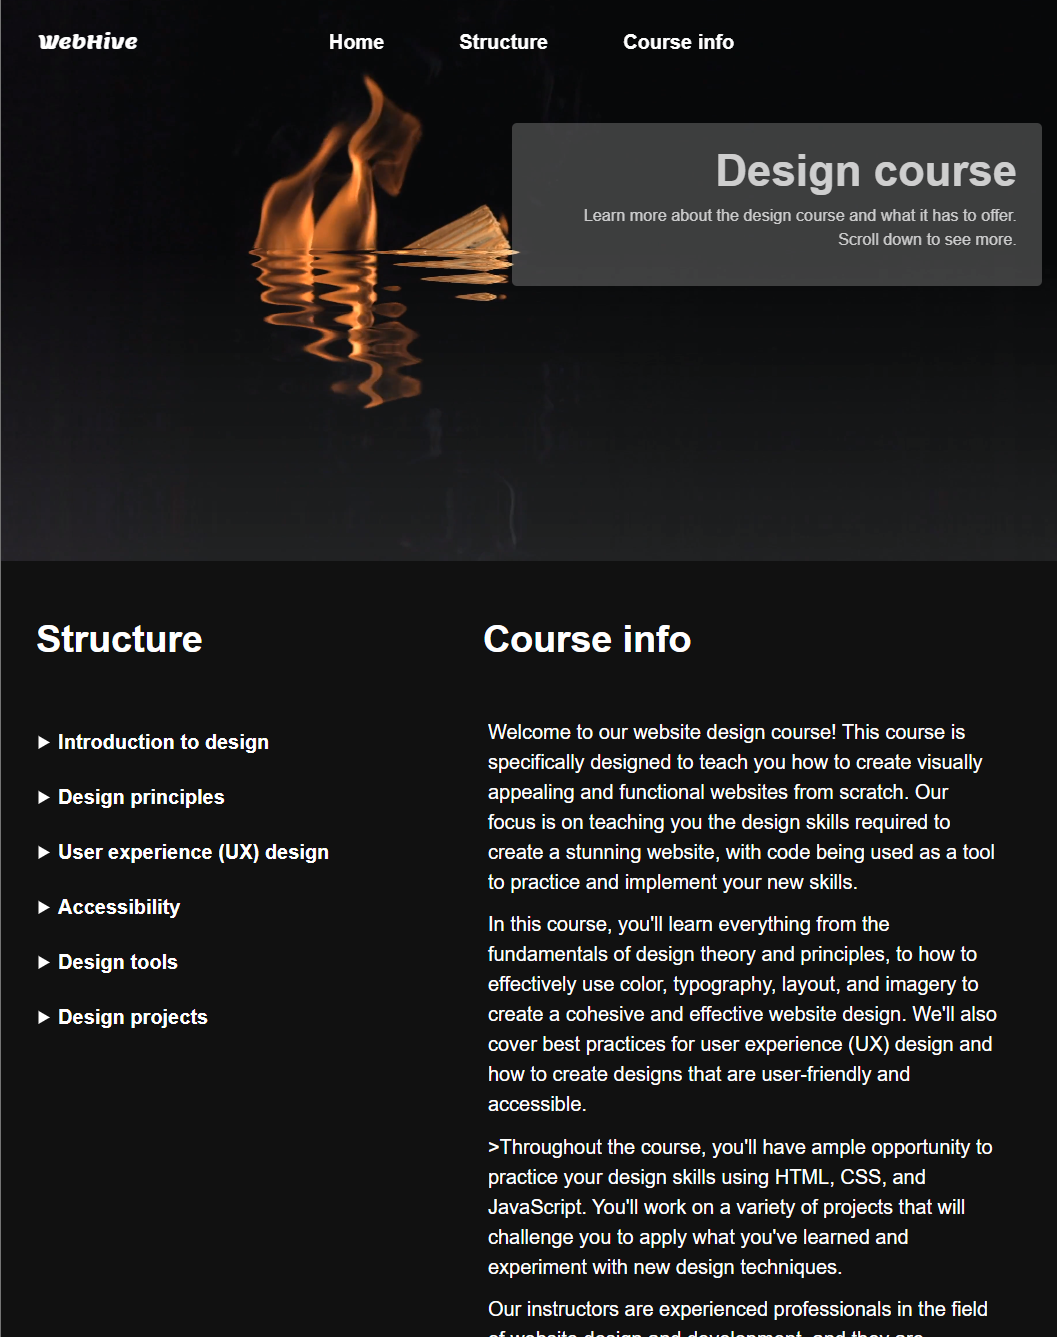 WebHive
Home
Structure
Course info
Design course
Learn more about the design course and what it has to offer.
Scroll down to see more.
Structure
Introduction to design
Design principles
User experience (UX) design
Accessibility
Design tools
Design projects
Course info
Welcome to our website design course! This course is
specifically designed to teach you how to create visually
appealing and functional websites from scratch. Our
focus is on teaching you the design skills required to
create a stunning website, with code being used as a tool
to practice and implement your new skills.
In this course, you'll learn everything from the
fundamentals of design theory and principles, to how to
effectively use color, typography, layout, and imagery to
create a cohesive and effective website design. We'll also
cover best practices for user experience (UX) design and
how to create designs that are user-friendly and
accessible.
>Throughout the course, you'll have ample opportunity to
practice your design skills using HTML, CSS, and
JavaScript. You'll work on a variety of projects that will
challenge you to apply what you've learned and
experiment with new design techniques.
Our instructors are experienced professionals in the field
of website design and development, and they are